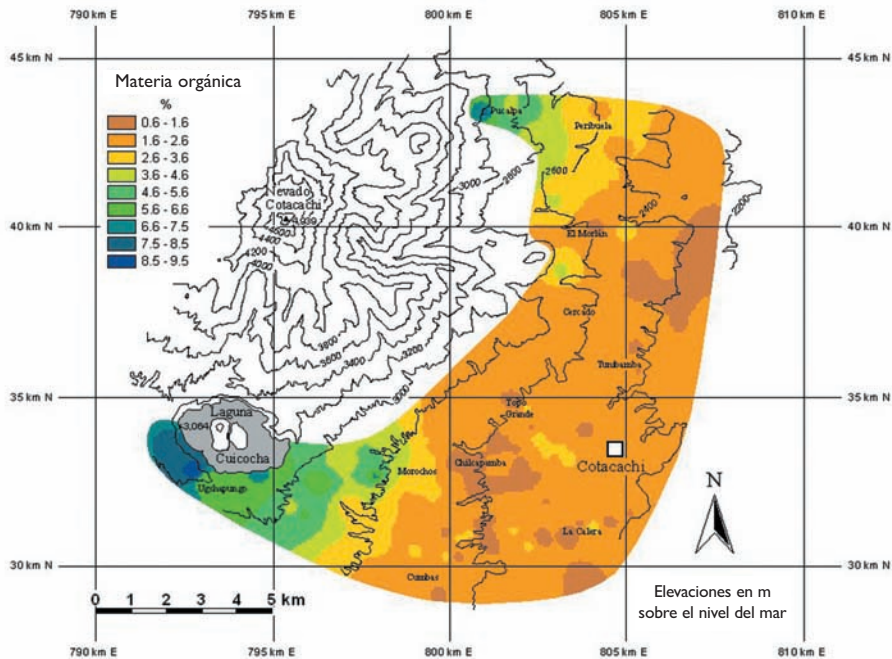 790 km E
795 km E
800 km E
805 km E
810 km E
45 km N
45 km N
Materia orgánica
%
0.6 - 1.6
1.6 - 2.6
2.6 - 3.6
3.6 - 4.6
4.6 - 5.6
5.6 - 6.6
6.6 - 7.5
7.5 - 8.5
8.5 - 9.5
Pucalpa
Peribuela
3000
2800
2600
2400
2200
Nevado
Cotacachi
4,939
4600
4400
4200
4000
40 km N
40 km N
El Morlán
Cercado
3800
3600
3400
3200
3000
Tunibamba
35 km N
35 km N
Laguna
3,064
Cuicocha
Topo
Grande
Morochos
Chilcapamba
Cotacachi
Ugshapungo
N
La Calera
30 km N
30 km N
Cumbas
0 1 2 3 4 5 km
Elevaciones en m
sobre el nivel del mar
790 km E
795 km E
800 km E
805 km E
810 km E